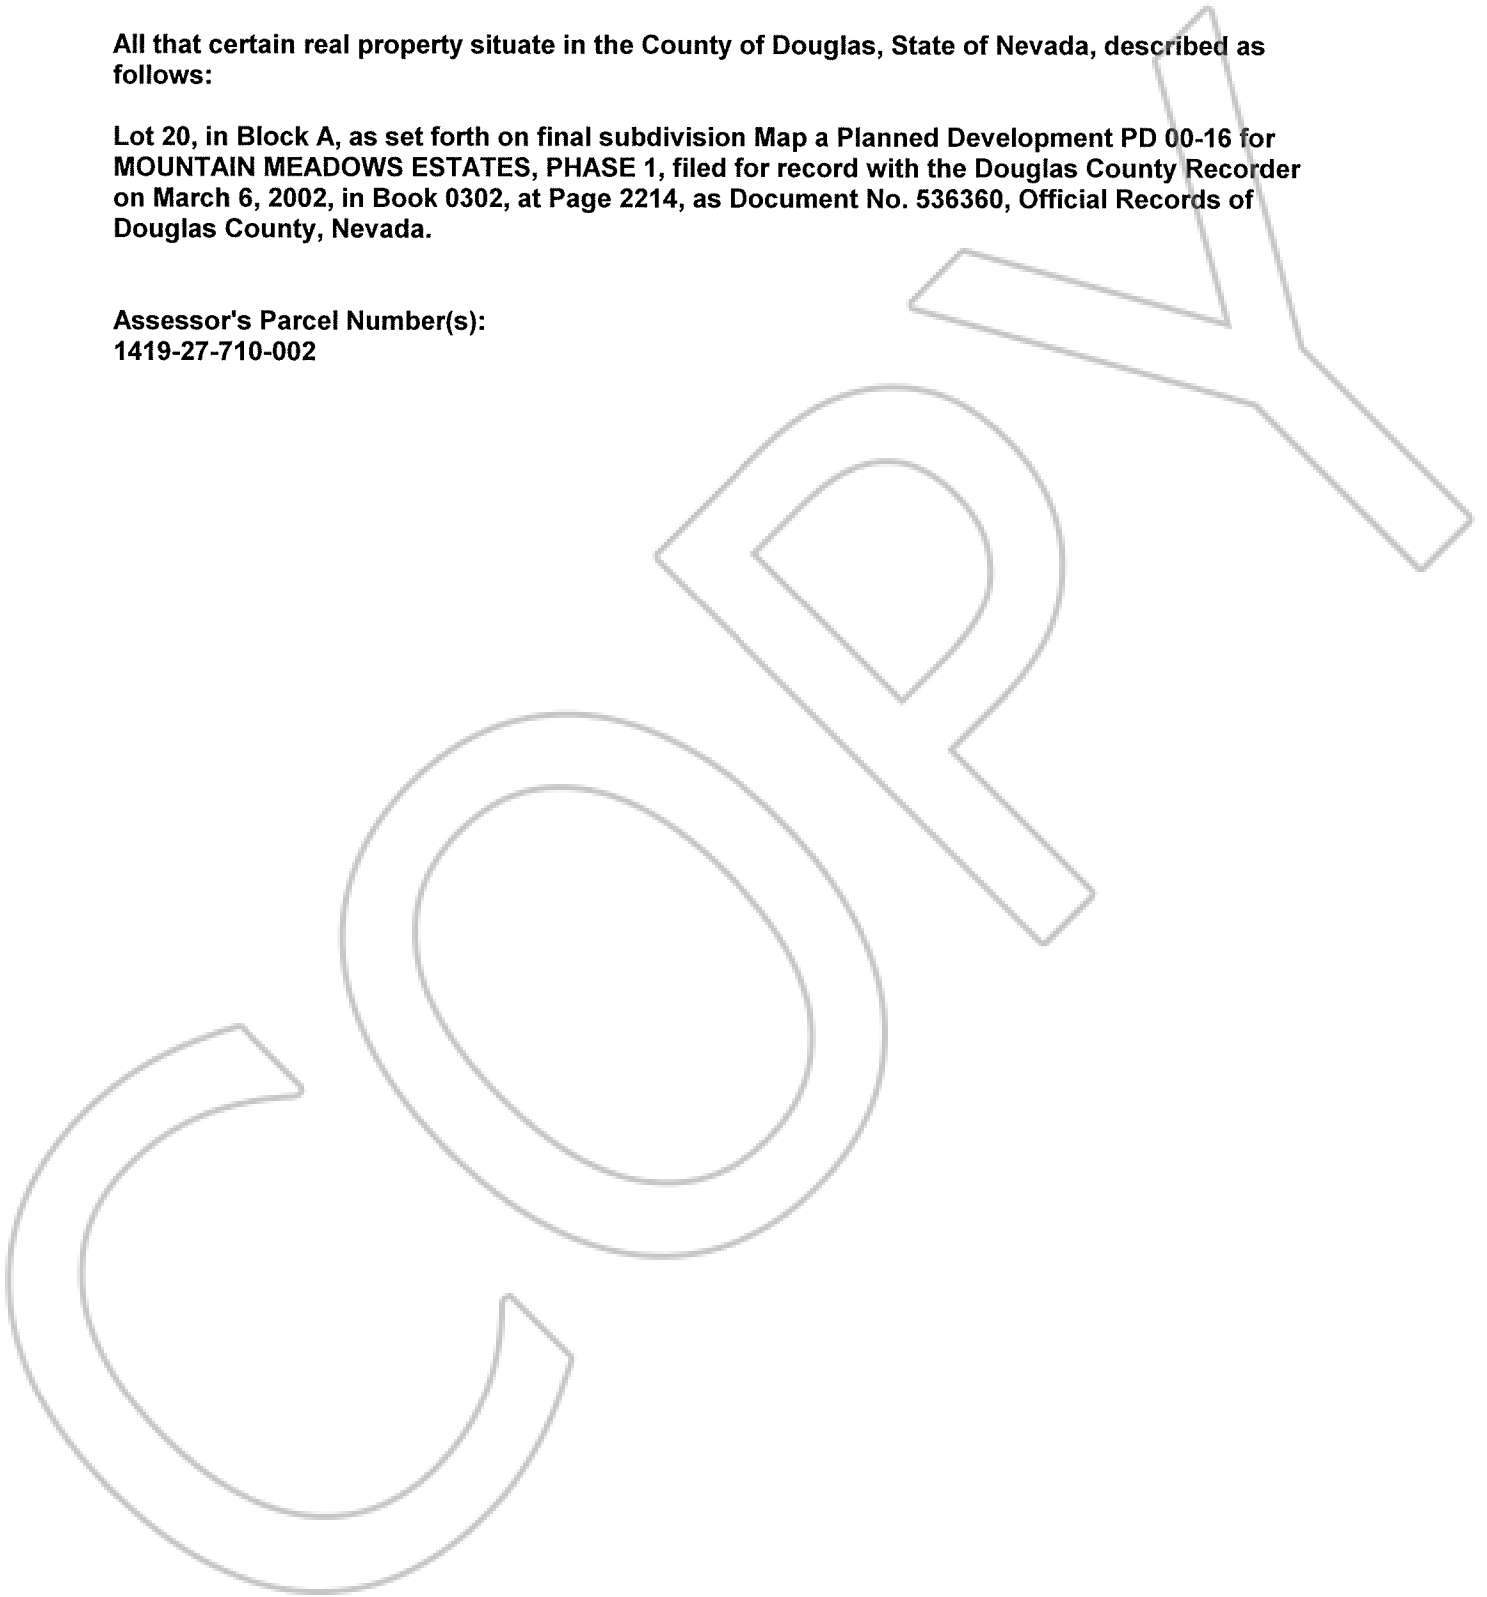 All that certain real property situate in the County of Douglas, State of Nevada, described as
follows:
Lot 20, in Block A, as set forth on final subdivision Map a Planned Development PD 00-16 for
MOUNTAIN MEADOWS ESTATES, PHASE 1, filed for record with the Douglas County Recorder
on March 6, 2002, in Book 0302, at Page 2214, as Document No. 536360, Official Records of
Douglas County, Nevada.
Assessor's Parcel Number(s):
1419-27-710-002
COPY